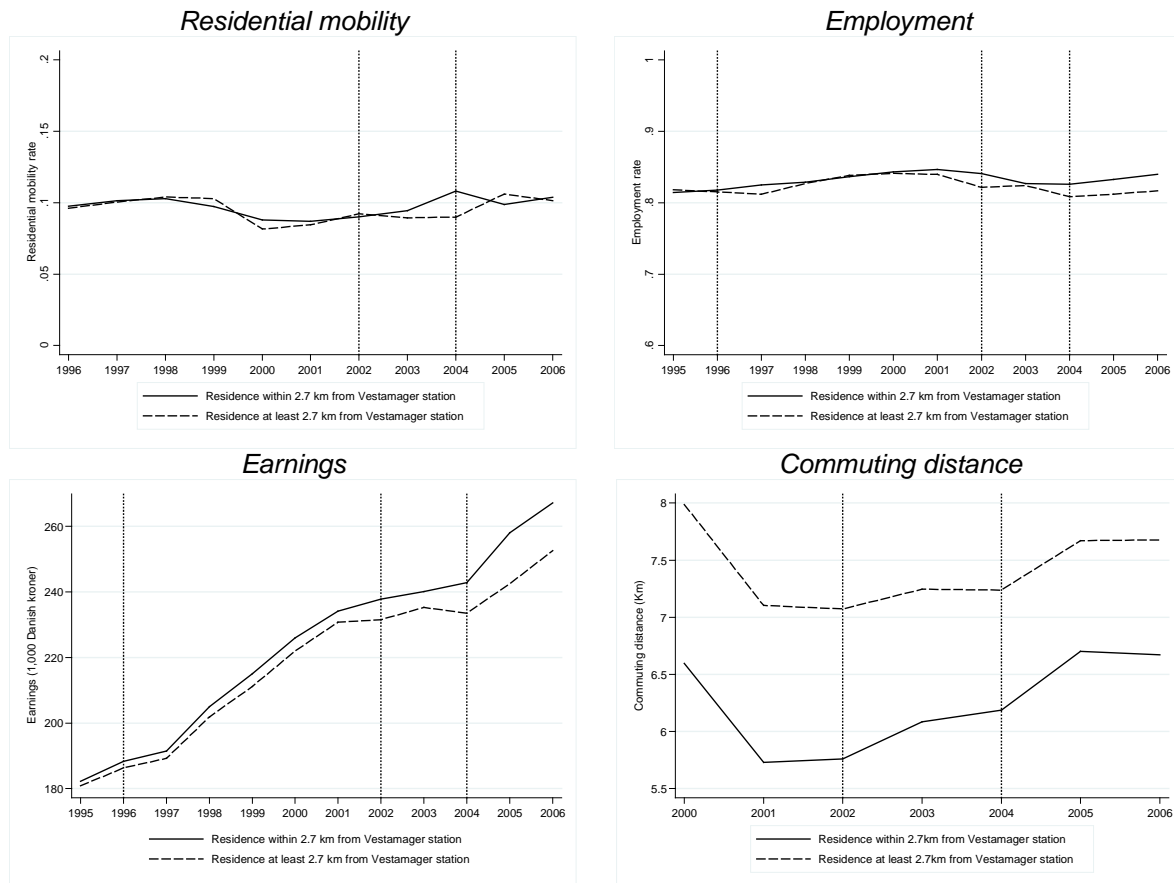 Residential mobility
Residential mobility rate
.2
.15
.1
.05
0
1996 1997 1998 1999 2000 2001 2002 2003 2004 2005 2006
Residence within 2.7 km from Vestamager station
Residence at least 2.7 km from Vestamager station
Employment
Employment rate
1
.9
.8
.7
.6
1995 1996 1997 1998 1999 2000 2001 2002 2003 2004 2005 2006
Residence within 2.7 km from Vestamager station
Residence at least 2.7 km from Vestamager station
Earnings
Earnings (1,000 Danish kroner)
260
240
220
200
180
1995 1996 1997 1998 1999 2000 2001 2002 2003 2004 2005 2006
Residence within 2.7 km from Vestamager station
Residence at least 2.7 km from Vestamager station
Commuting distance
Commuting distance (Km)
8
7.5
7
6.5
6
5.5
2000 2001 2002 2003 2004 2005 2006
Residence within 2.7km from Vestamager station
Residence at least 2.7km from Vestamager station